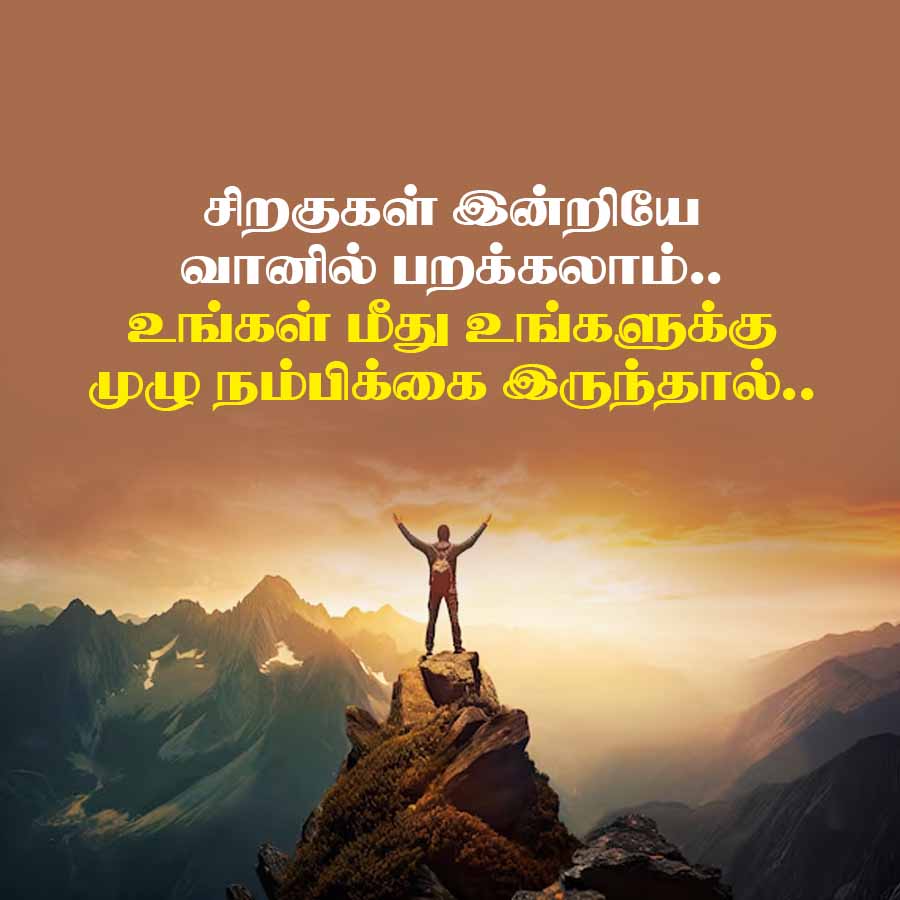 சிறகுகள் இன்றியே
வானில் பறக்கலாம்..
உங்கள் மீது உங்களுக்கு
முழு நம்பிக்கை இருந்தால்..